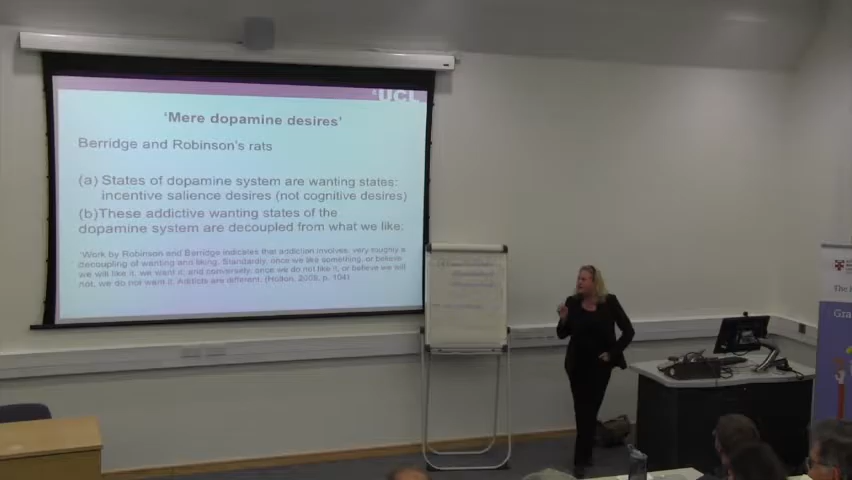 UCL
'Mere dopamine desires'
Berridge and Robinson's rats
(a) States of dopamine system are wanting states:
incentive salience desires (not cognitive desires)
(b)These addictive wanting states of the
dopamine system are decoupled from what we like:
'Work by Robinson and Berridge indicates that addiction involves, very roughly a
decoupling of wanting and liking. Standardly, once we like something, or believe
we will like it, we want it; and conversely, once we do not like it, or believe we will
not, we do not want it. Addicts are different. (Holton, 2009, p. 104)
The
Gra